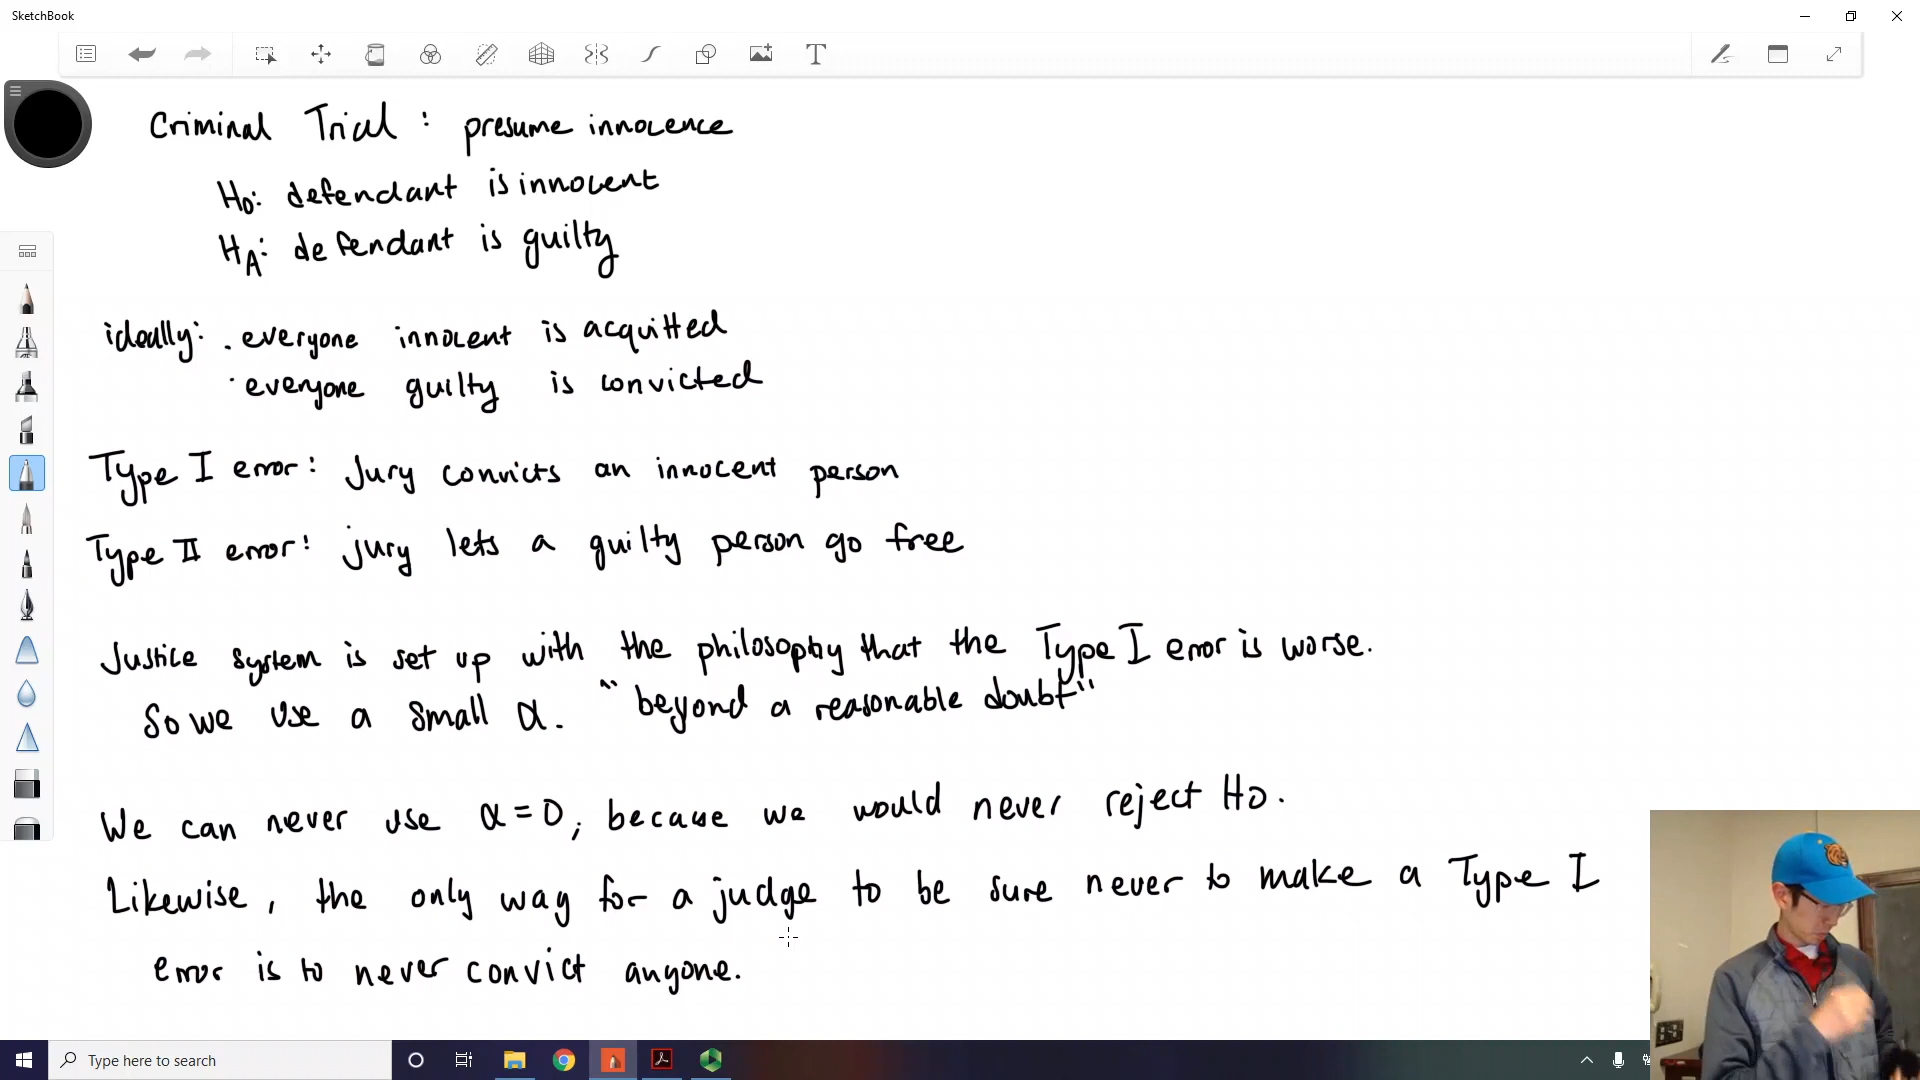 SketchBook
Criminal Trial : presume innocence
H0: defendant is innocent
HA: defendant is guilty
ideally: . everyone innocent is acquitted
· everyone guilty is convicted
Type I error: Jury convicts an innocent person
Type II error: jury lets a guilty person go free
Justice system is set up with the philosophy that the Type I error is worse.
So we use a small α. "beyond a reasonable doubt"
We can never use α = 0, because we would never reject H0.
Likewise, the only way for a judge to be sure never to make a Type I
error is to never convict anyone.
Type here to search